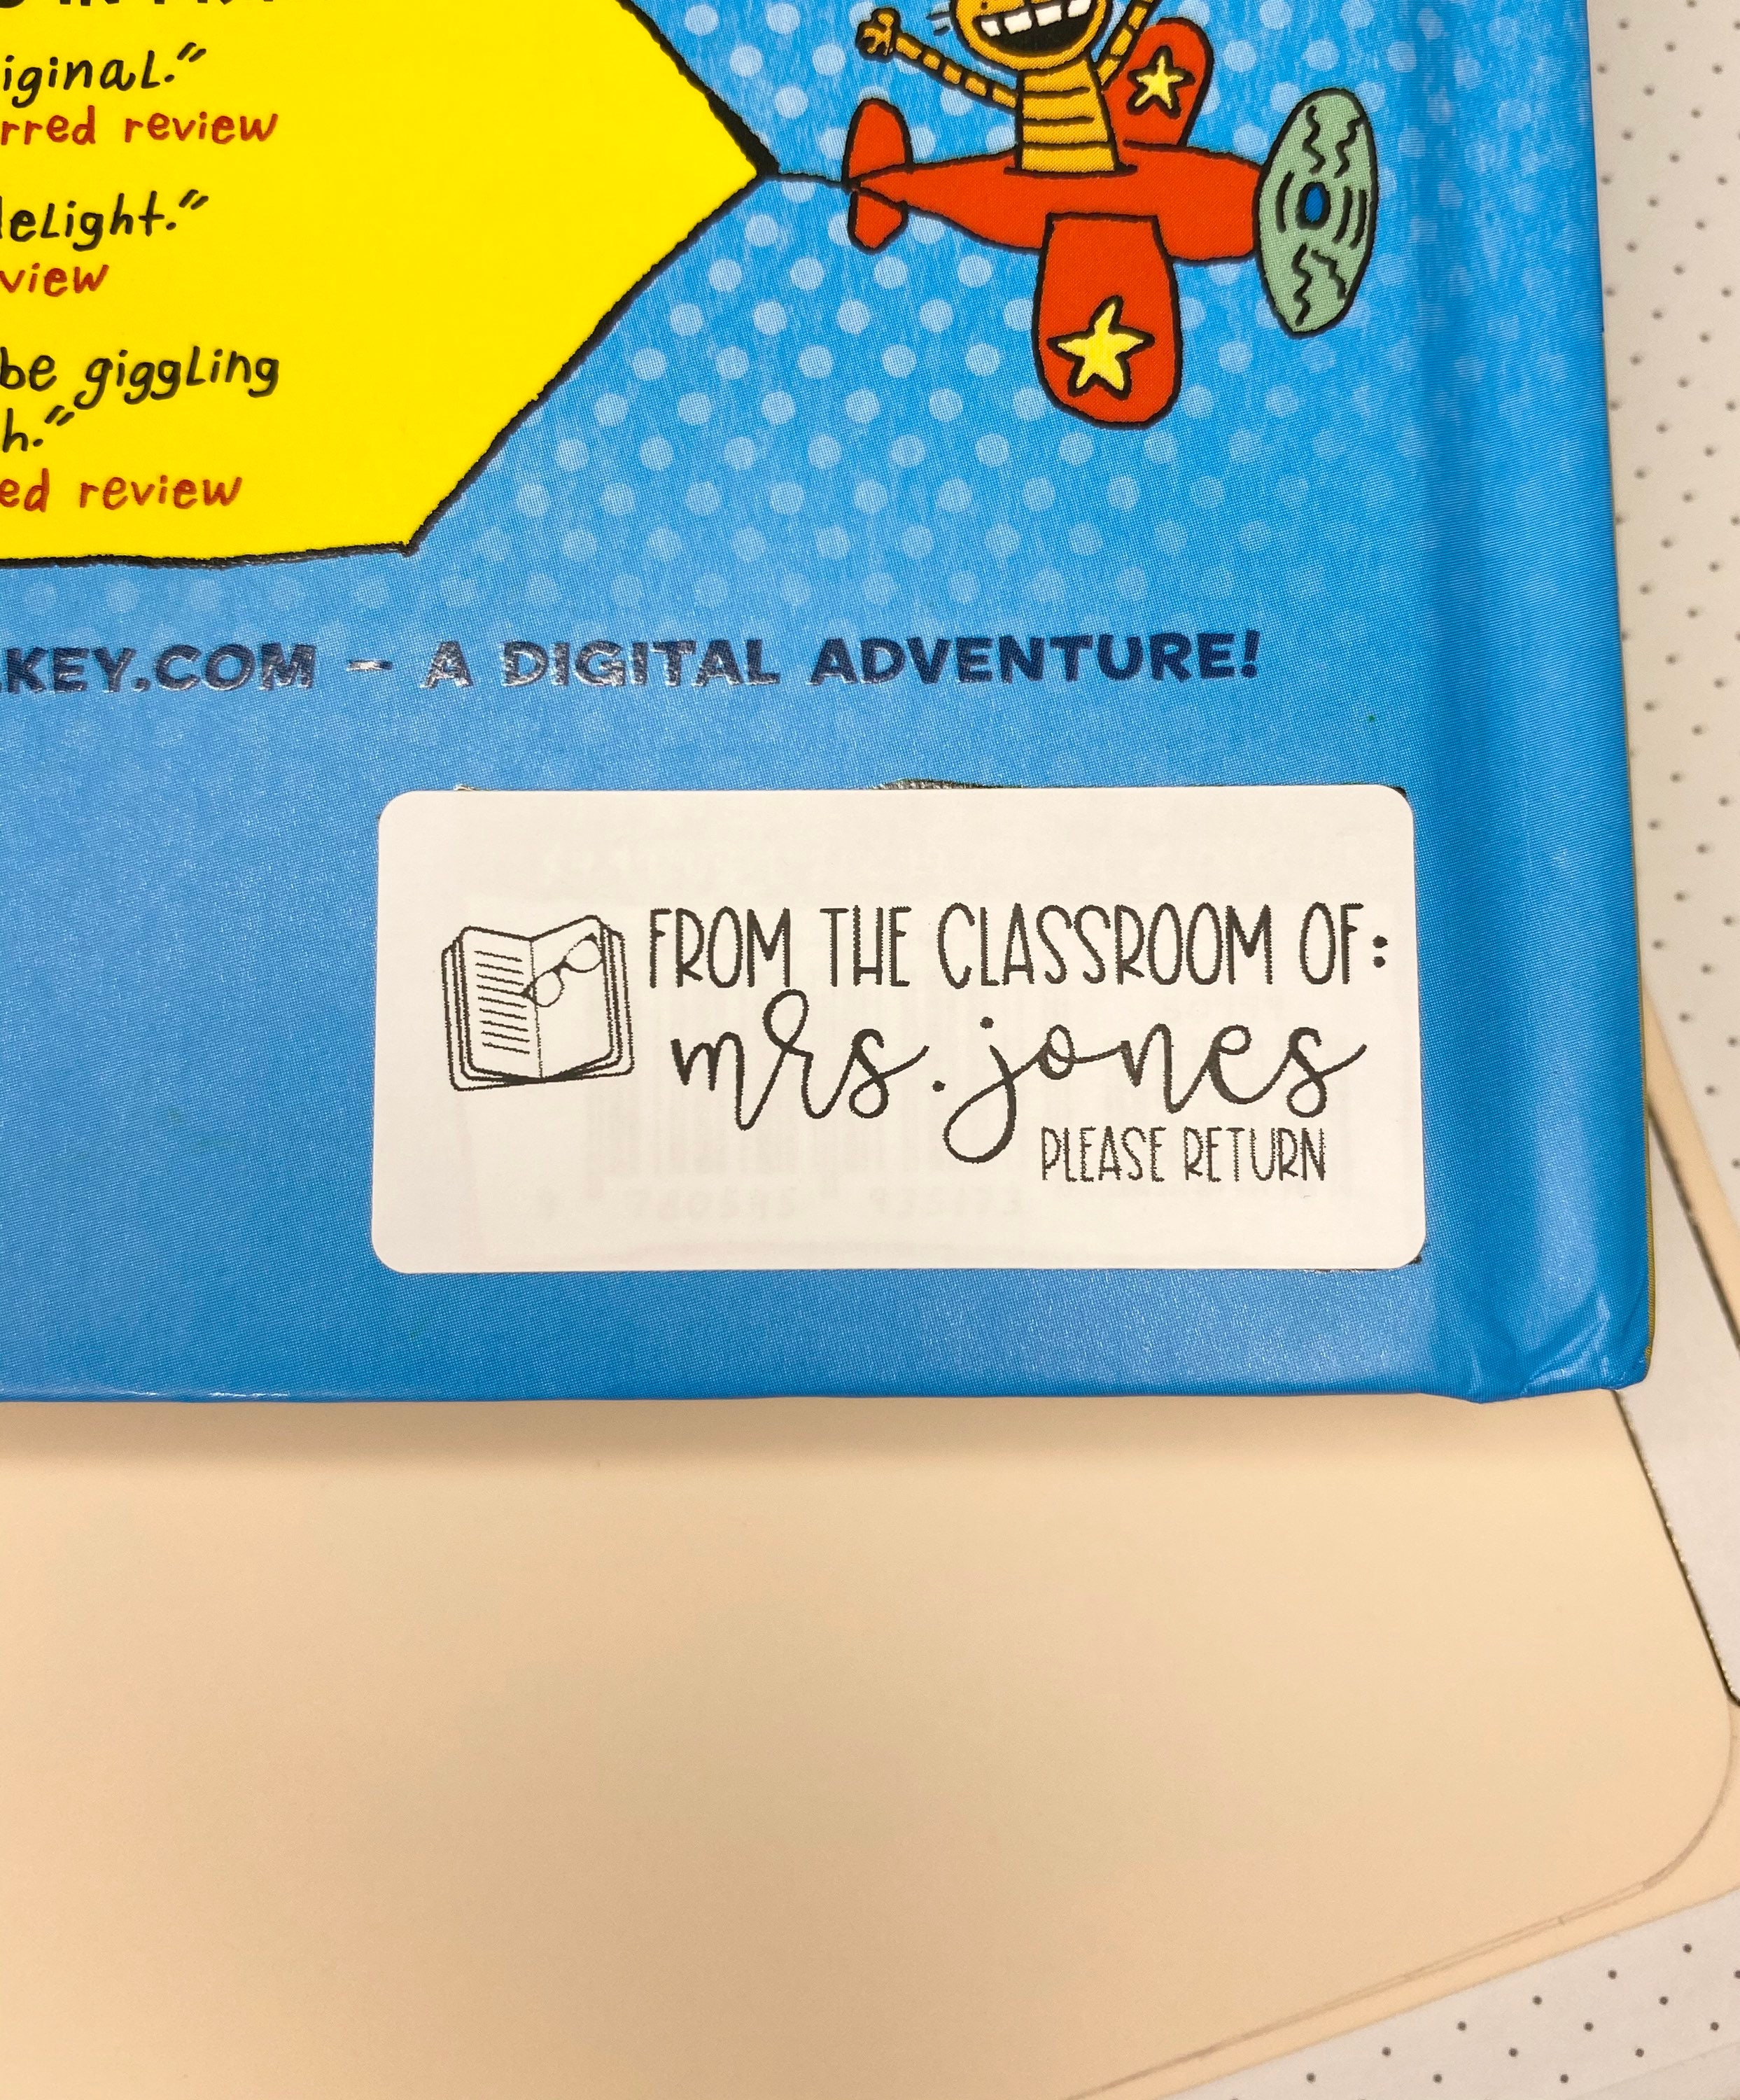 iginal."
rred review
delight."
view
be giggling
h."
ed review
KEY.COM – A DIGITAL ADVENTURE!
FROM THE CLASSROOM OF:
mrs. jones
PLEASE RETURN